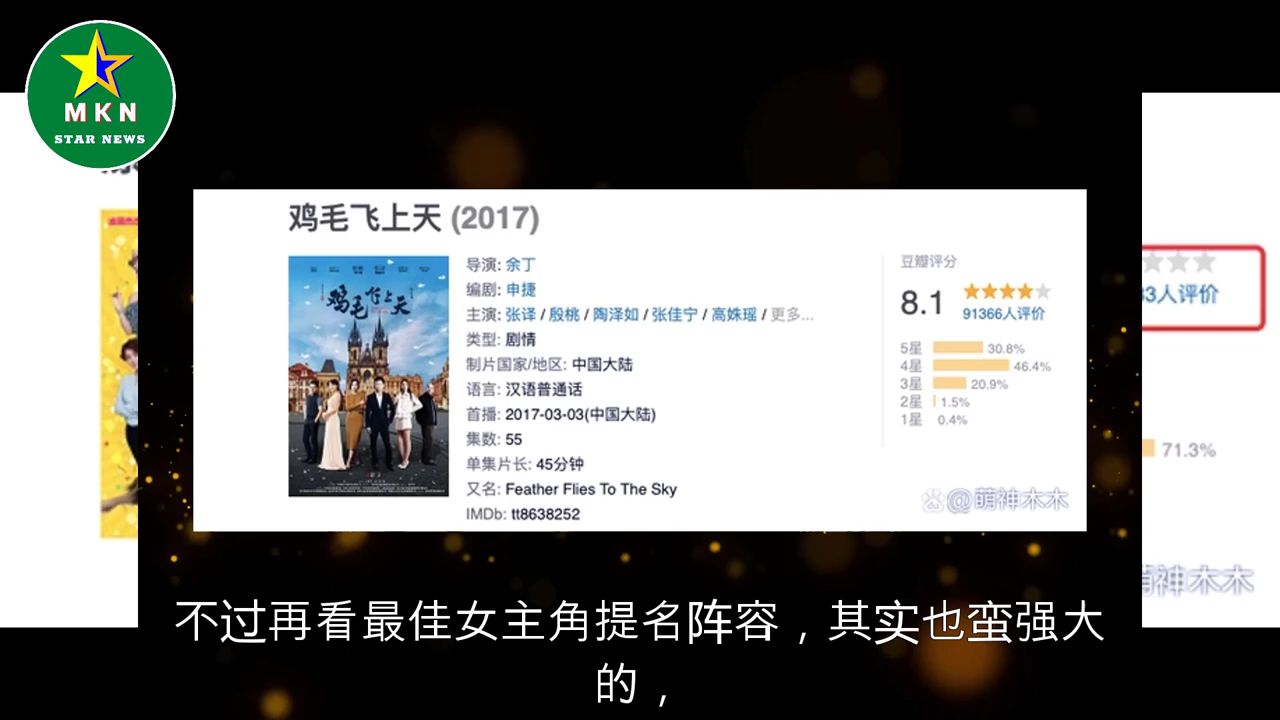 MKN
STAR NEWS
鸡毛飞上天 (2017)
鸡毛飞上天
导演: 余丁
编剧: 申捷
主演: 张译 / 殷桃 / 陶泽如 / 张佳宁 / 高姝瑶 / 更多...
类型: 剧情
制片国家/地区: 中国大陆
语言: 汉语普通话
首播: 2017-03-03(中国大陆)
集数: 55
单集片长: 45分钟
又名: Feather Flies To The Sky
IMDb: tt8638252
豆瓣评分
8.1
91366人评价
5星 30.8%
4星 46.4%
3星 20.9%
2星 1.5%
1星 0.4%
@萌神木木
3人评价
71.3%
神木木
不过再看最佳女主角提名阵容，其实也蛮强大
的，